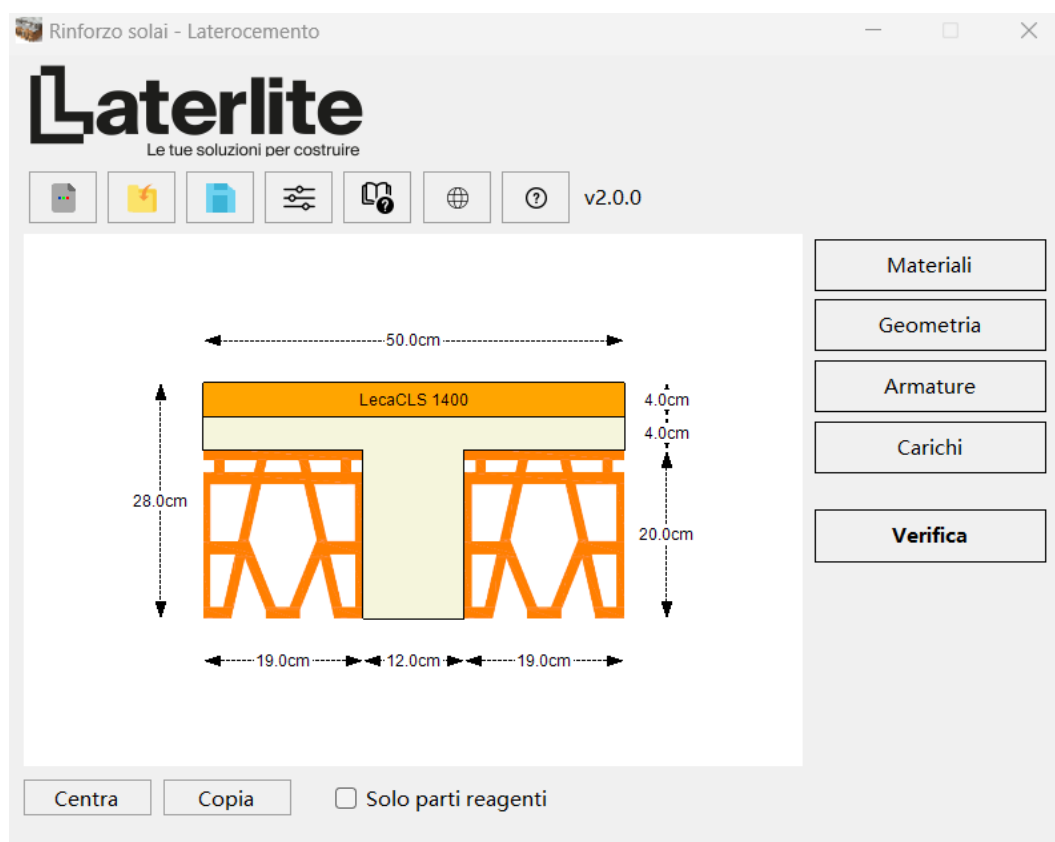 Rinforzo solai - Laterocemento
Laterlite
Le tue soluzioni per costruire
v2.0.0
Materiali
Geometria
Armature
Carichi
Verifica
50.0cm
LecaCLS 1400
4.0cm
4.0cm
28.0cm
20.0cm
19.0cm
12.0cm
19.0cm
Centra
Copia
Solo parti reagenti